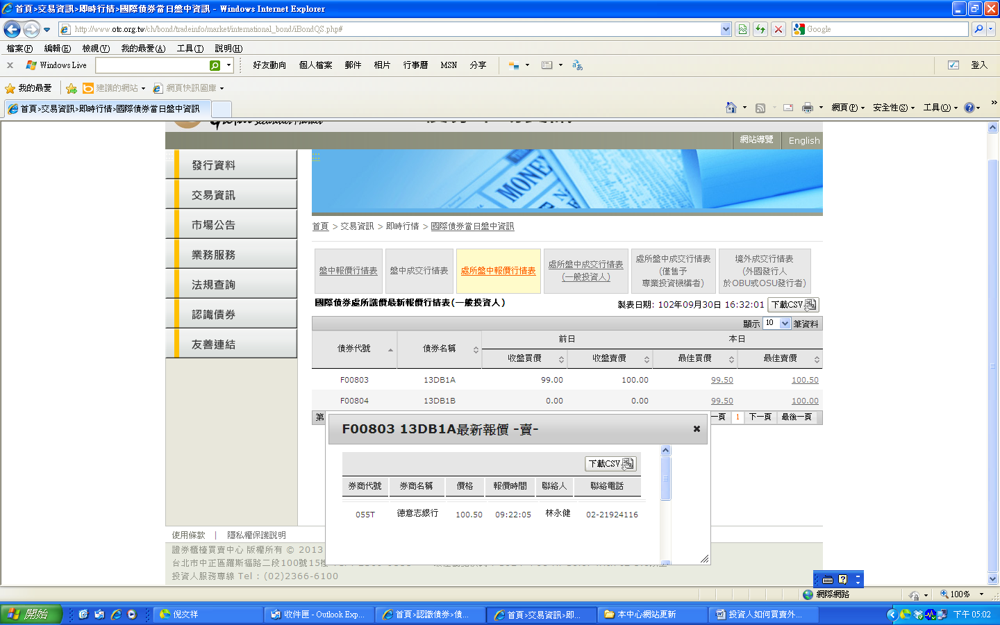 首頁>交易資訊>即時行情>國際債券當日盤中資訊 - Windows Internet Explorer
http://www.otc.org.tw/ch/bond/tradeinfo/market/international_bond/iBondQS.php#
Google
檔案(F) 編輯(E) 檢視(V) 我的最愛(A) 工具(T) 說明(H)
x Windows Live 好友動向 個人檔案 郵件 相片 行事曆 MSN 分享 登入
我的最愛 建議的網站 網頁快訊圖庫
首頁>交易資訊>即時行情>國際債券當日盤中資訊
網頁(P) 安全性(S) 工具(O)
網站導覽 English
發行資料
交易資訊
市場公告
業務服務
法規查詢
認識債券
友善連結
MONEY
首頁 > 交易資訊 > 即時行情 > 國際債券當日盤中資訊
盤中報價行情表
盤中成交行情表
處所盤中報價行情表
處所盤中成交行情表
(一般投資人)
處所盤中成交行情表
(僅售予
專業投資機構者)
境外成交行情表
(外國發行人
於OBU或OSU發行者)
國際債券處所議價最新報價行情表(一般投資人)
製表日期: 102年09月30日 16:32:01 下載CSV
顯示 10 筆資料
債券代號 債券名稱 前日 本日
收盤買價 收盤賣價 最佳買價 最佳賣價
F00803 13DB1A 99.00 100.00 99.50 100.50
F00804 13DB1B 0.00 0.00 99.50 100.00
第 一頁 1 下一頁 最後一頁
F00803 13DB1A最新報價 -賣-
下載CSV
券商代號 券商名稱 價格 報價時間 聯絡人 聯絡電話
055T 德意志銀行 100.50 09:22:05 林永健 02-21924116
使用條款 | 隱私權保護說明
證券櫃檯買賣中心 版權所有 © 2013
台北市中正區羅斯福路二段100號15樓
投資人服務專線 Tel : (02)2366-6100
網際網路 100%
開始 倪文祥 收件匣 - Outlook Exp... 首頁>認識債券>債... 首頁>交易資訊>即... 本中心網站更新 投資人如何買賣外... 下午 05:02